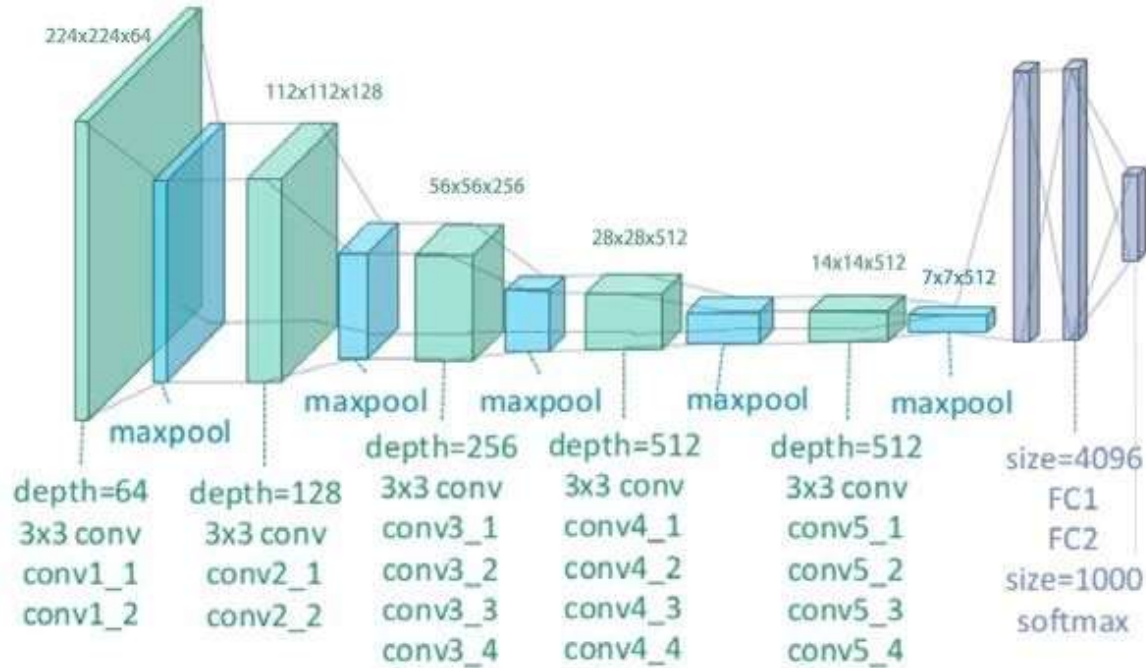 224x224x64
112x112x128
56x56x256
28x28x512
14x14x512
7x7x512
maxpool
maxpool
maxpool
maxpool
maxpool
depth=64
3x3 conv
conv1_1
conv1_2
depth=128
3x3 conv
conv2_1
conv2_2
depth=256
3x3 conv
conv3_1
conv3_2
conv3_3
conv3_4
depth=512
3x3 conv
conv4_1
conv4_2
conv4_3
conv4_4
depth=512
3x3 conv
conv5_1
conv5_2
conv5_3
conv5_4
size=4096
FC1
FC2
size=1000
softmax